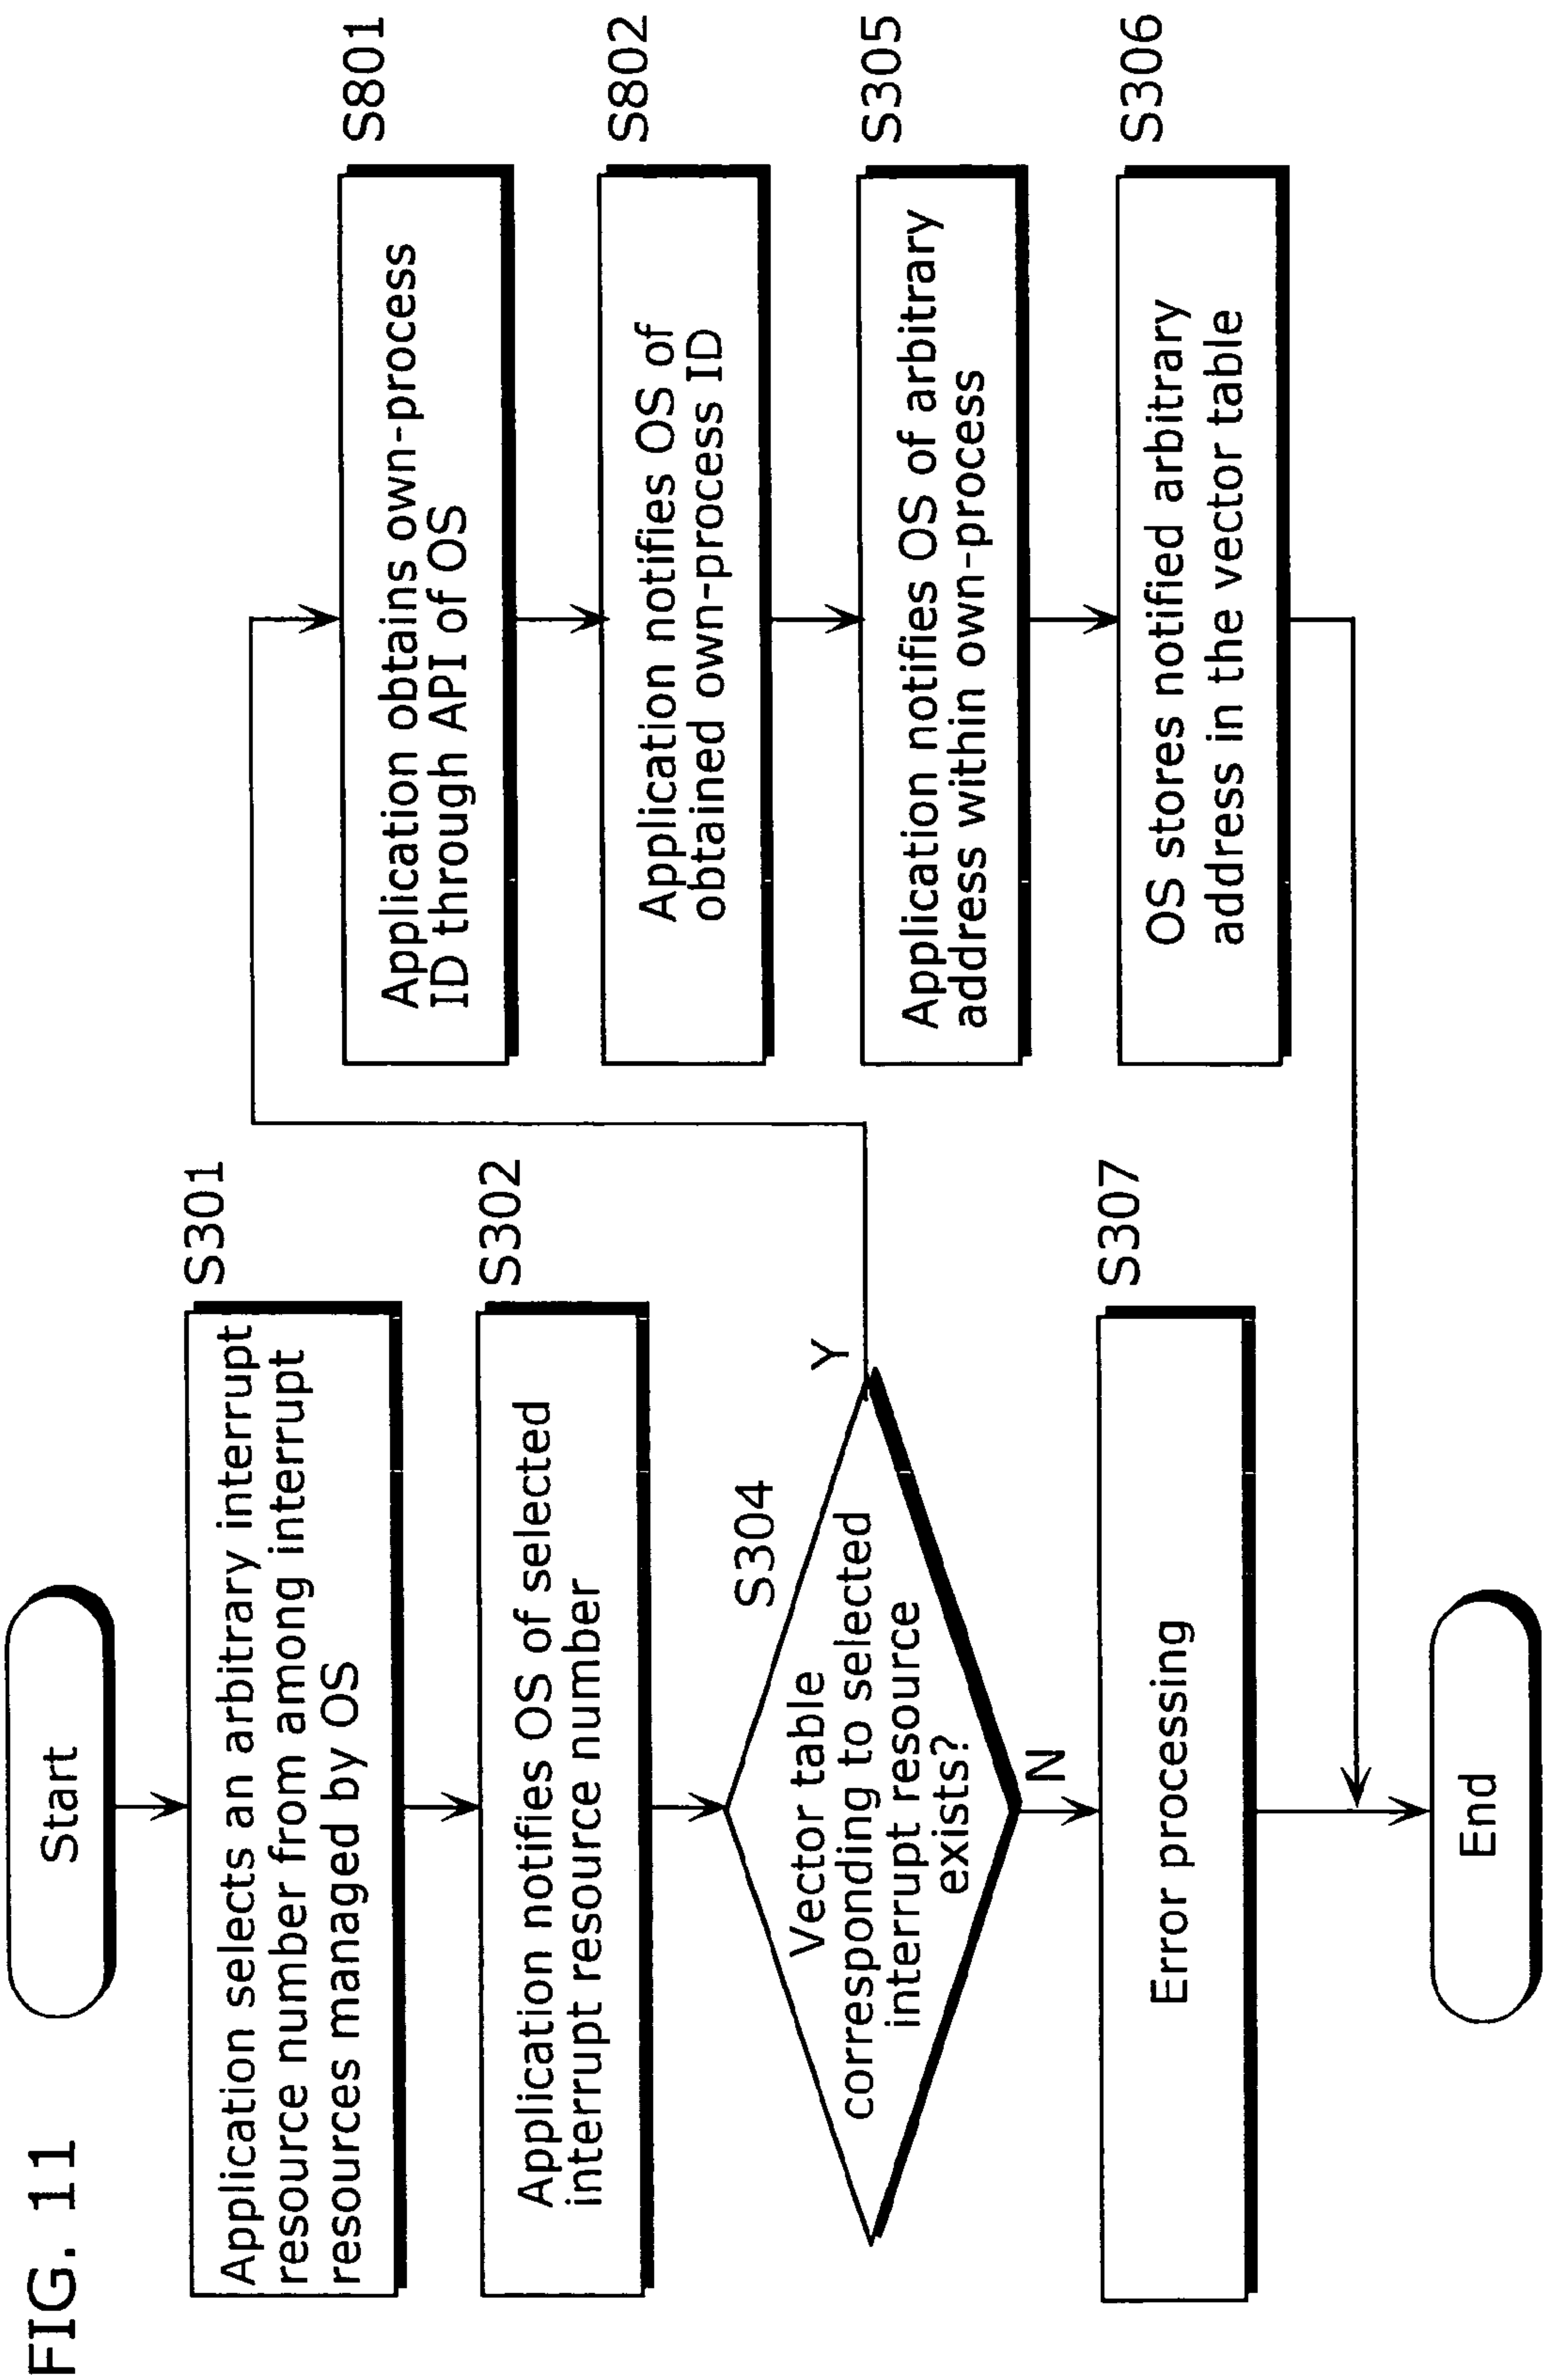 FIG. 11
Start
S301
Application selects an arbitrary interrupt
resource number from among interrupt
resources managed by OS
S302
Application notifies OS of selected
interrupt resource number
S304
Vector table
corresponding to selected
interrupt resource
exists?
Y
N
S307
Error processing
End
S801
Application obtains own-process
ID through API of OS
S802
Application notifies OS of
obtained own-process ID
S305
Application notifies OS of arbitrary
address within own-process
S306
OS stores notified arbitrary
address in the vector table